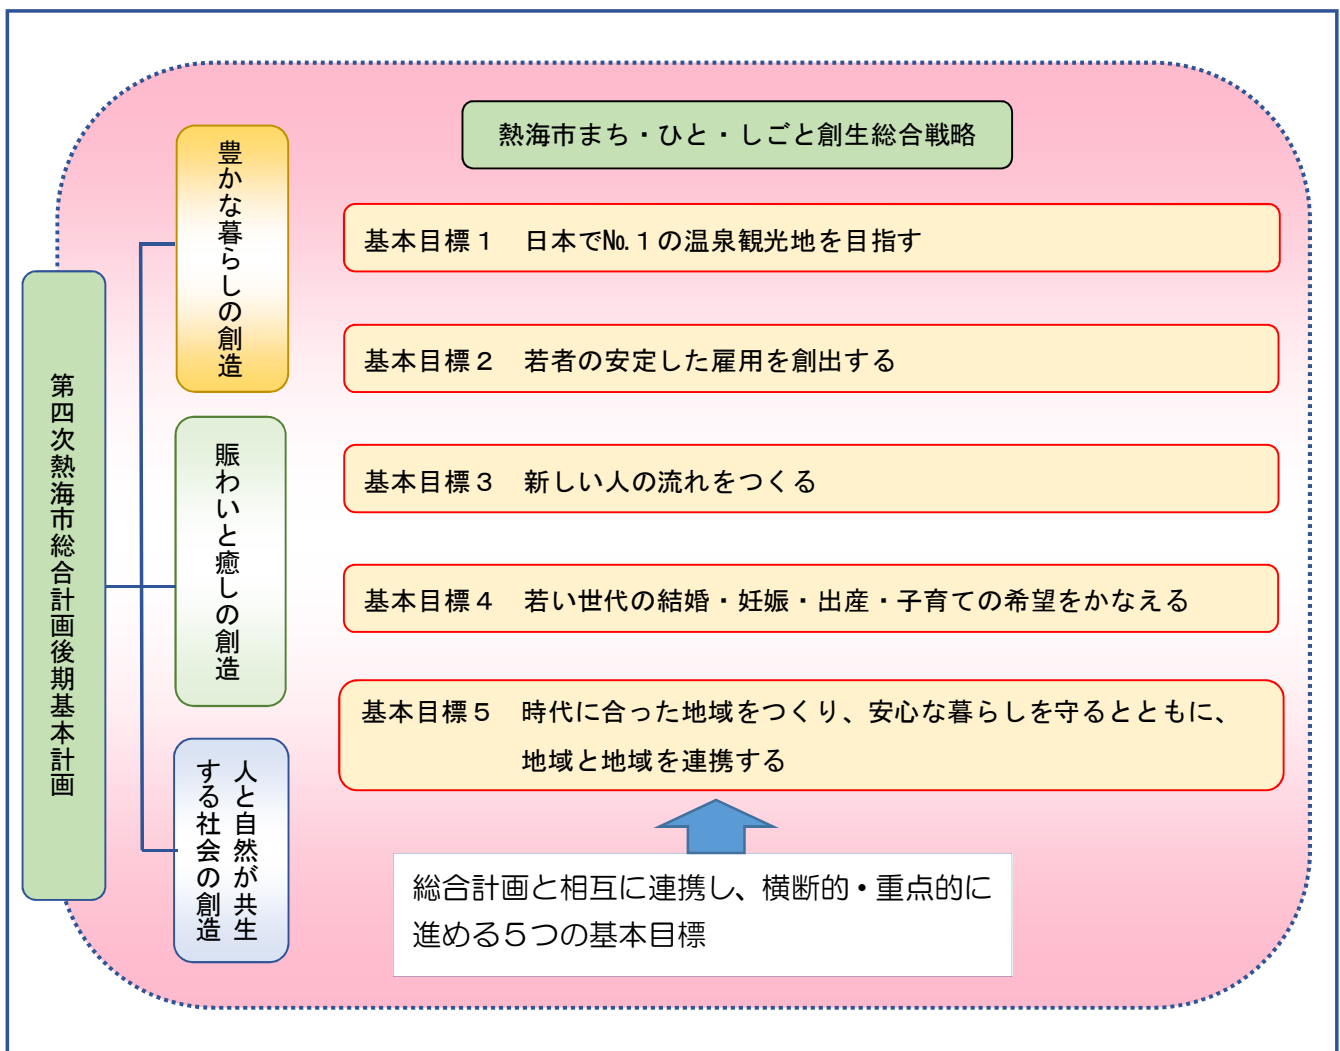 熱海市まち・ひと・しごと創生総合戦略
第四次熱海市総合計画後期基本計画
豊かな暮らしの創造
賑わいと癒しの創造
人と自然が共生
する社会の創造
基本目標１　日本で№１の温泉観光地を目指す
基本目標２　若者の安定した雇用を創出する
基本目標３　新しい人の流れをつくる
基本目標４　若い世代の結婚・妊娠・出産・子育ての希望をかなえる
基本目標５　時代に合った地域をつくり、安心な暮らしを守るとともに、
地域と地域を連携する
総合計画と相互に連携し、横断的・重点的に
進める５つの基本目標